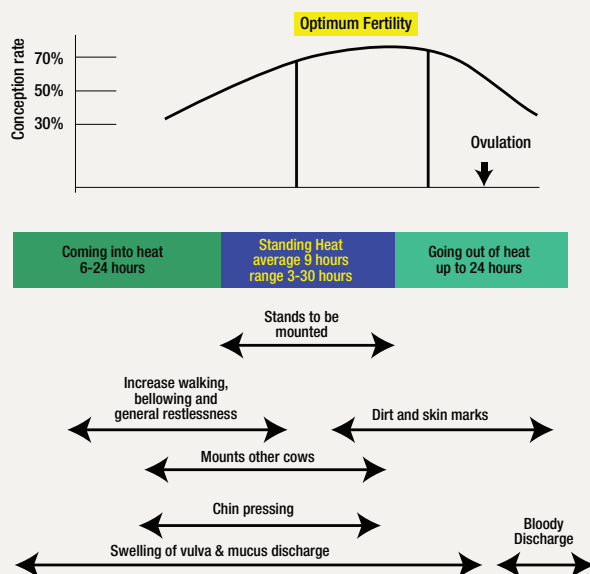 Optimum Fertility
Conception rate
70%
50%
30%
Ovulation
Coming into heat
6-24 hours
Standing Heat
average 9 hours
range 3-30 hours
Going out of heat
up to 24 hours
Stands to be
mounted
Increase walking,
bellowing and
general restlessness
Dirt and skin marks
Mounts other cows
Chin pressing
Swelling of vulva & mucus discharge
Bloody
Discharge